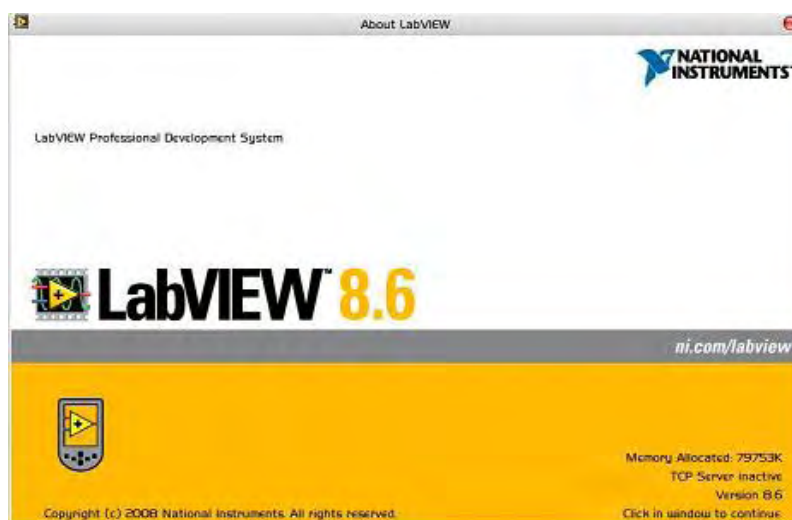 About LabVIEW
NATIONAL
INSTRUMENTS
LabVIEW Professional Development System
LabVIEW™ 8.6
ni.com/labview
Memory Allocated: 79753K
TCP Server inactive
Version 8.6
Copyright (c) 2008 National Instruments. All rights reserved.
Click in window to continue.